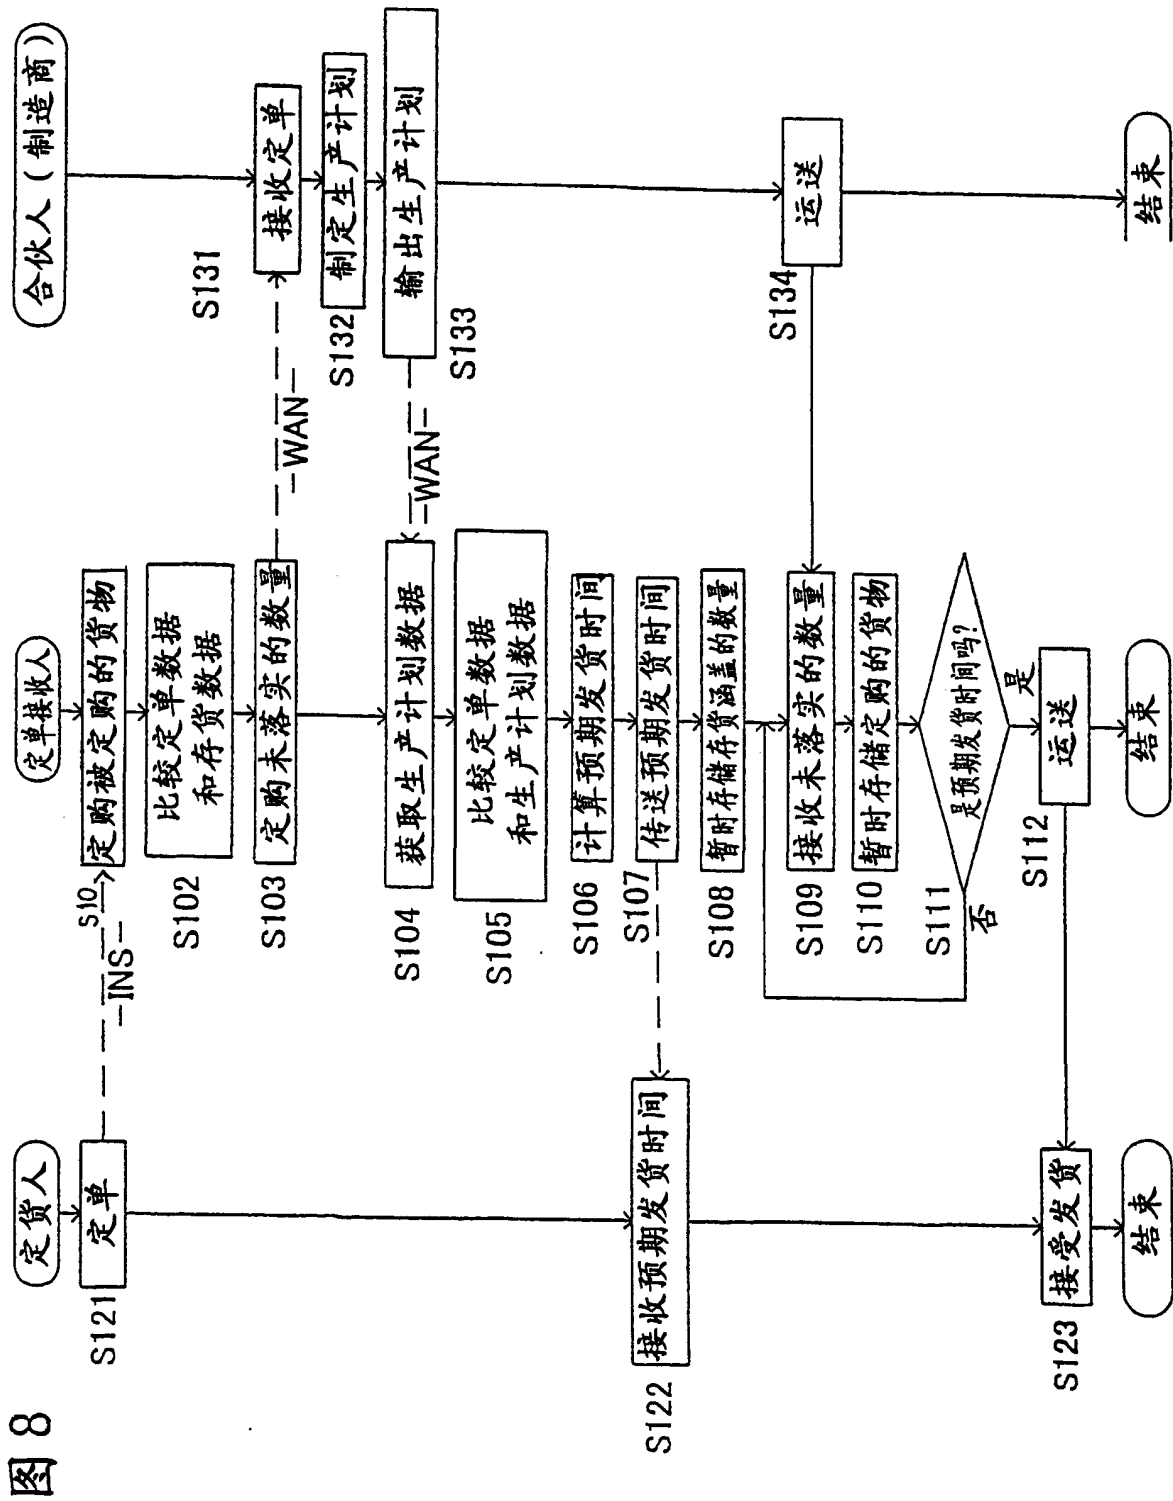 图 8
定货人
定单接收人
合伙人（制造商）
S121
定单
—INS—
S10
定购被定购的货物
S102
比较定单数据
和存货数据
S103
定购未落实的数量
—WAN—
S131
接收定单
S132
制定生产计划
S133
输出生产计划
—WAN—
S104
获取生产计划数据
S105
比较定单数据
和生产计划数据
S106
计算预期发货时间
S107
传送预期发货时间
S122
接收预期发货时间
S108
暂时存储存货涵盖的数量
S134
运送
S109
接收未落实的数量
S110
暂时存储定购的货物
S111
是预期发货时间吗?
否
是
S112
运送
S123
接受发货
结束
结束
结束